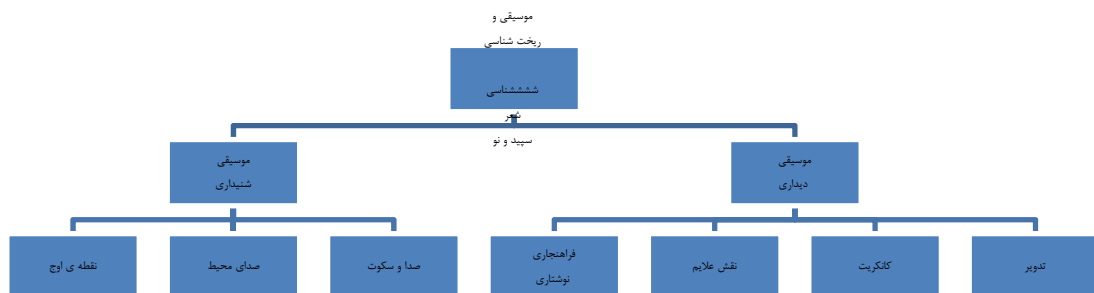 موسیقی و
ریخت شناسی
شششناسی
شعر
سپید و نو
موسیقی
دیداری
موسیقی
شنیداری
تدویر
کانکریت
نقش علایم
فراهنجاری
نوشتاری
صدا و سکوت
صدای محیط
نقطه ی اوج